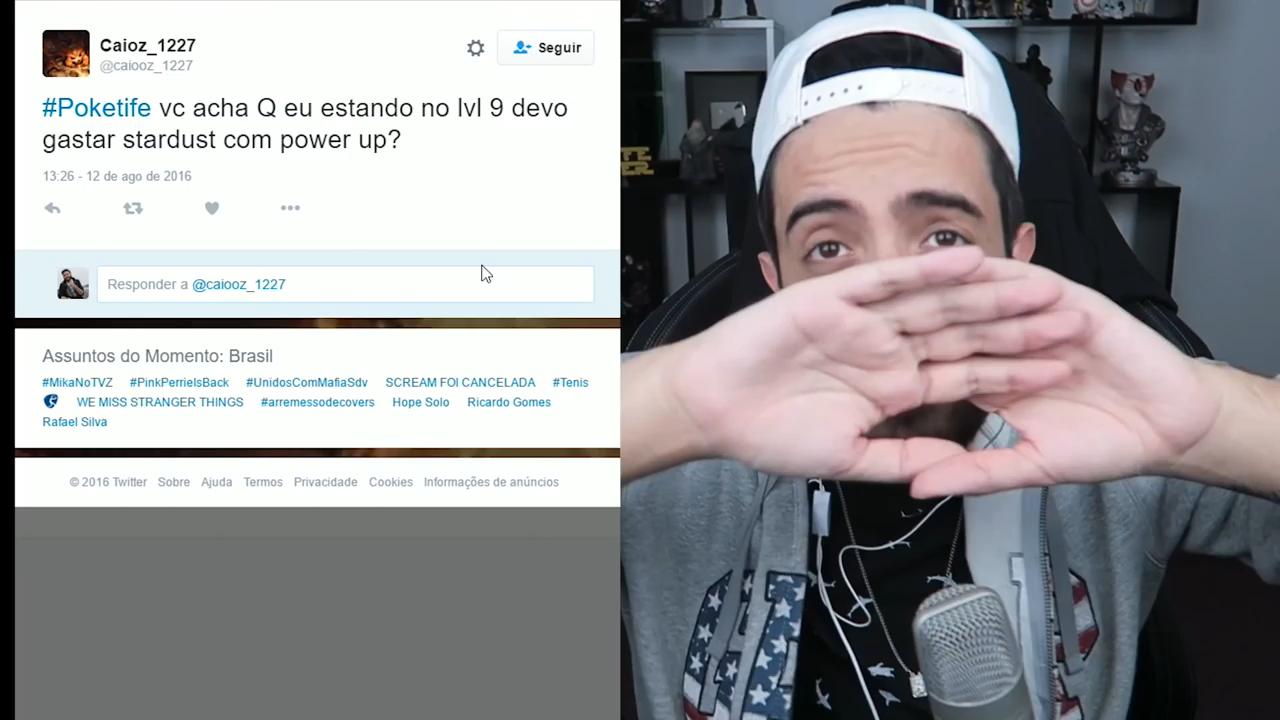 Caioz_1227
@caiooz_1227
Seguir
#Poketife vc acha Q eu estando no lvl 9 devo
gastar stardust com power up?
13:26 - 12 de ago de 2016
Responder a @caiooz_1227
Assuntos do Momento: Brasil
#MikaNoTVZ #PinkPerrieIsBack #UnidosComMafiaSdv SCREAM FOI CANCELADA #Tenis
WE MISS STRANGER THINGS #arremessodecovers Hope Solo Ricardo Gomes
Rafael Silva
© 2016 Twitter Sobre Ajuda Termos Privacidade Cookies Informações de anúncios